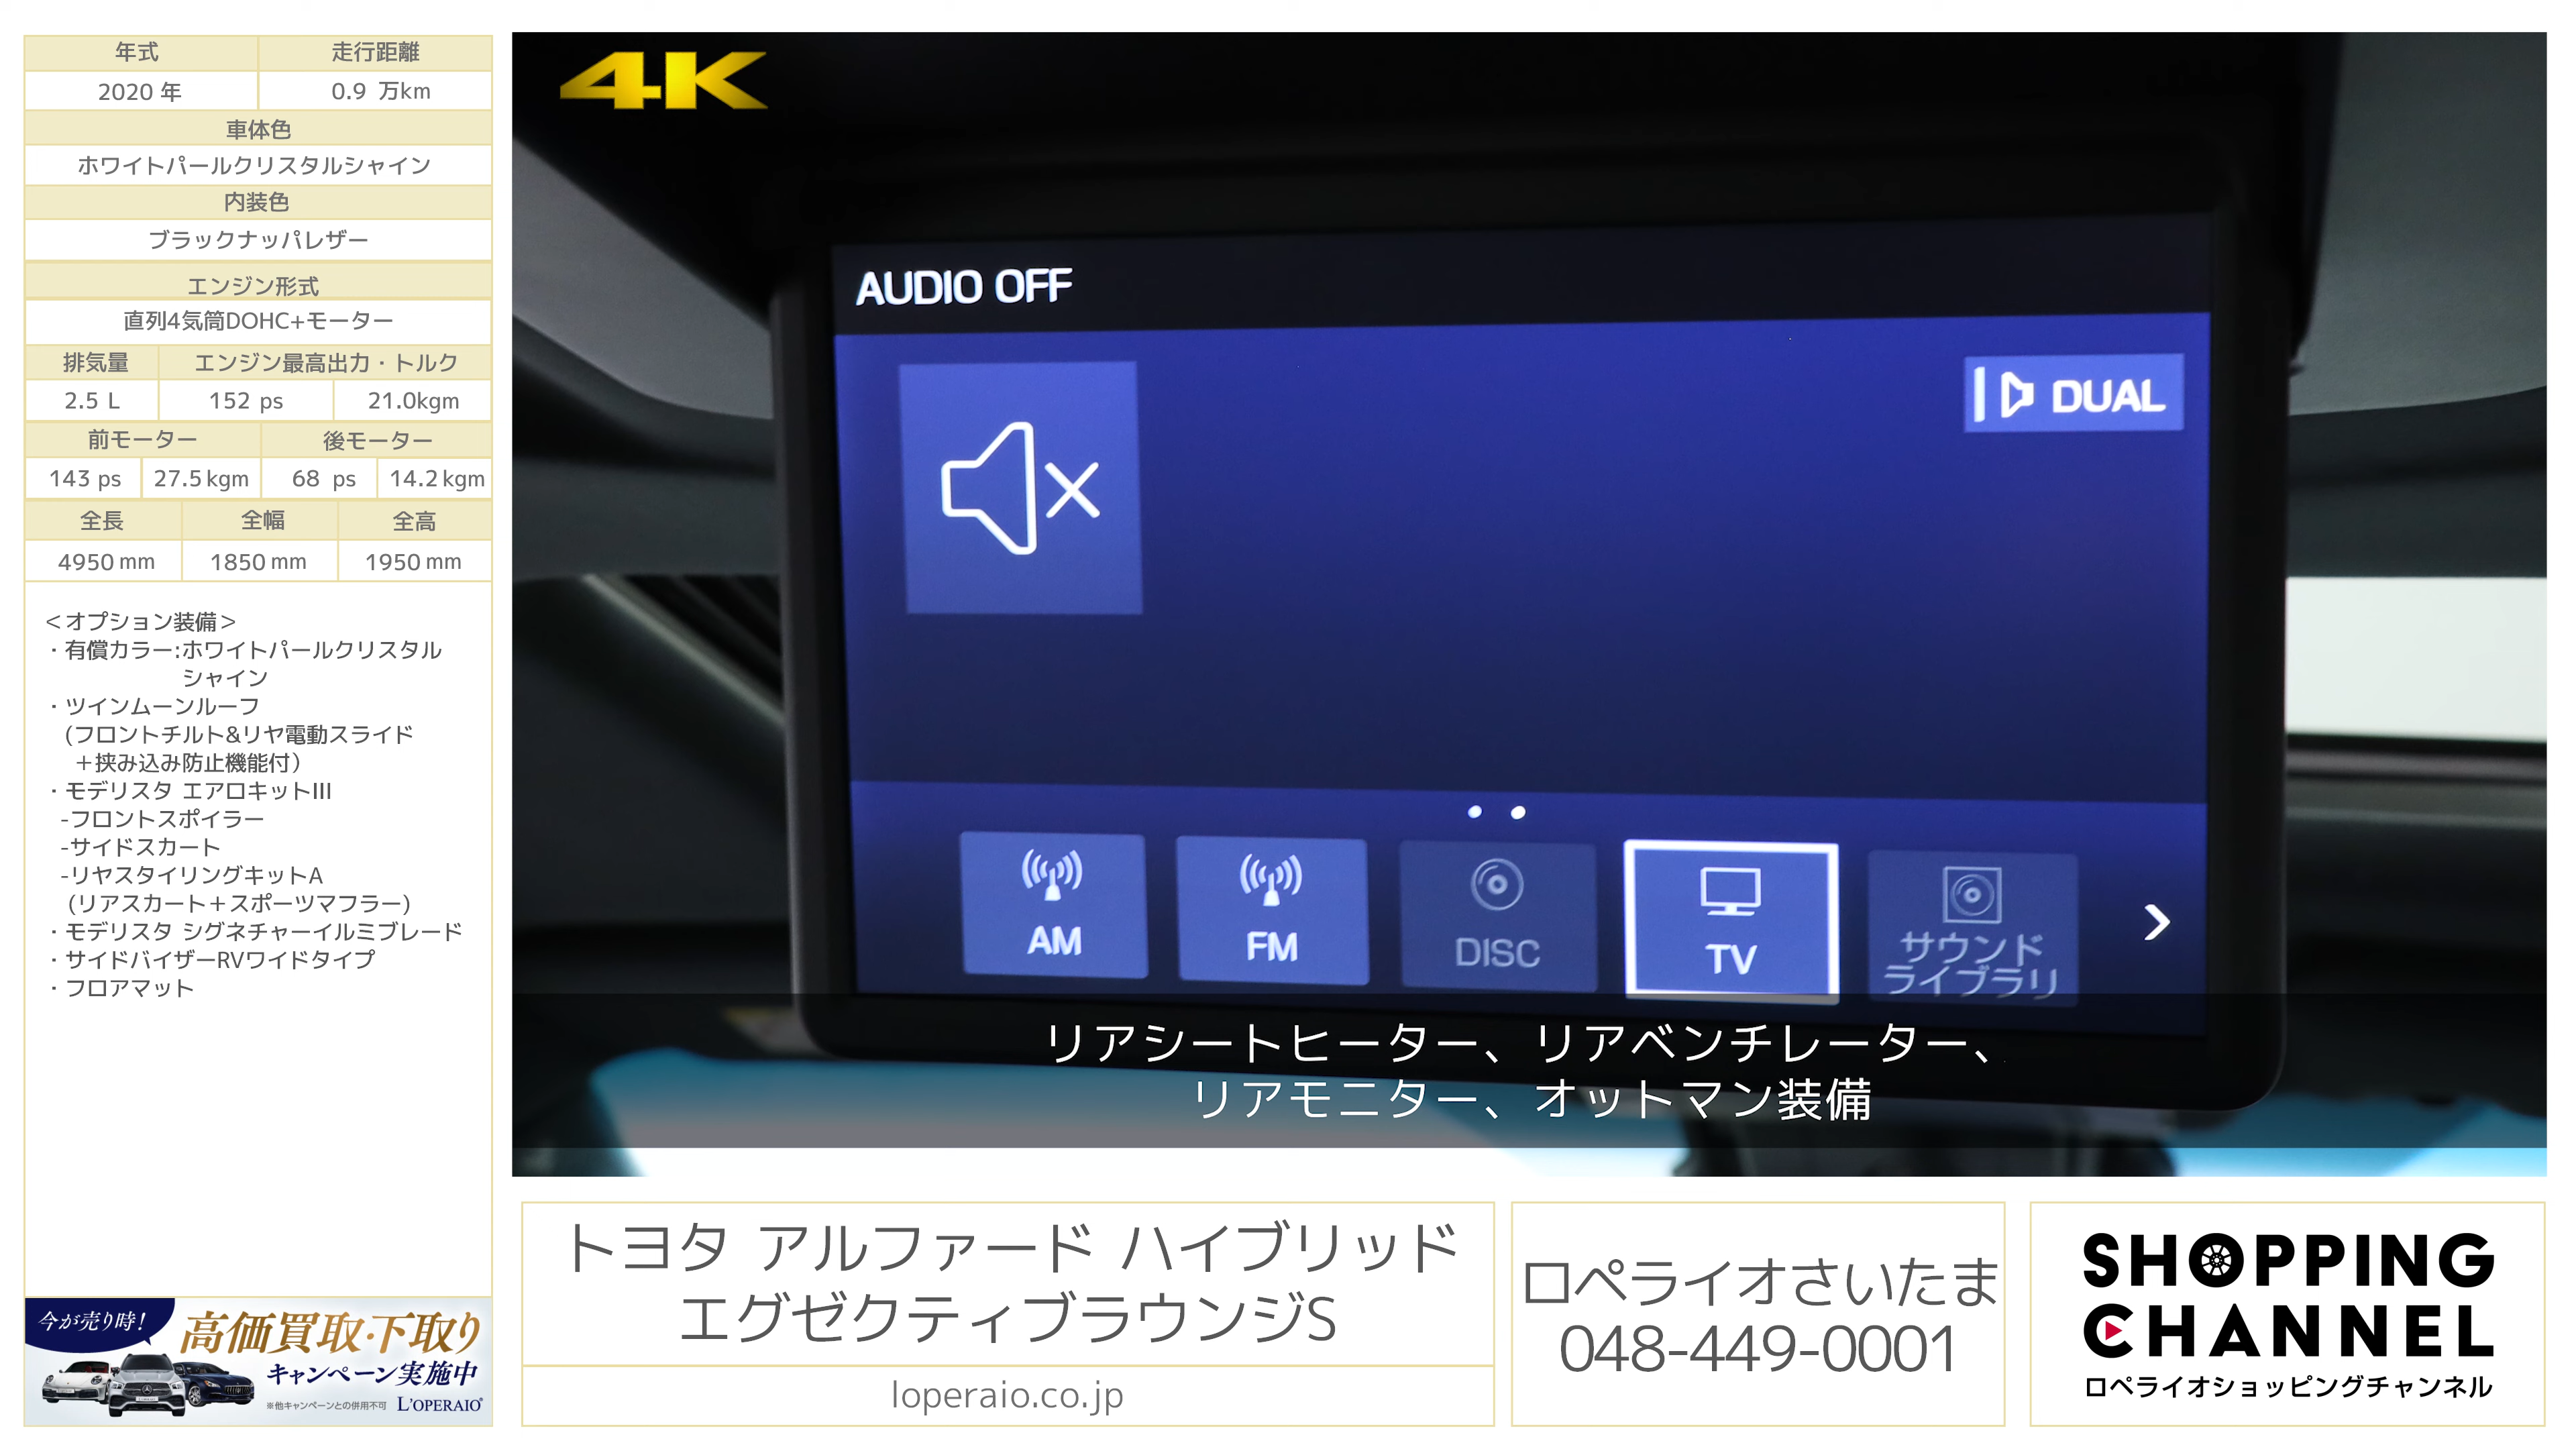 年式 走行距離
2020 年 0.9 万km
車体色
ホワイトパールクリスタルシャイン
内装色
ブラックナッパレザー
エンジン形式
直列4気筒DOHC+モーター
排気量 エンジン最高出力・トルク
2.5 L 152 ps 21.0kgm
前モーター 後モーター
143 ps 27.5 kgm 68 ps 14.2 kgm
全長 全幅 全高
4950 mm 1850 mm 1950 mm
＜オプション装備＞
・有償カラー:ホワイトパールクリスタル
シャイン
・ツインムーンルーフ
(フロントチルト&リヤ電動スライド
＋挟み込み防止機能付）
・モデリスタ エアロキットIII
-フロントスポイラー
-サイドスカート
-リヤスタイリングキットA
(リアスカート＋スポーツマフラー)
・モデリスタ シグネチャーイルミブレード
・サイドバイザーRVワイドタイプ
・フロアマット
今が売り時!
高価買取・下取り
キャンペーン実施中
※他キャンペーンとの併用不可 L'OPERAIO
4K
AUDIO OFF
DUAL
AM FM DISC TV サウンド
ライブラリ
リアシートヒーター、リアベンチレーター、
リアモニター、オットマン装備
トヨタ アルファード ハイブリッド
エグゼクティブラウンジS
loperaio.co.jp
ロペライオさいたま
048-449-0001
SHOPPING
CHANNEL
ロペライオショッピングチャンネル